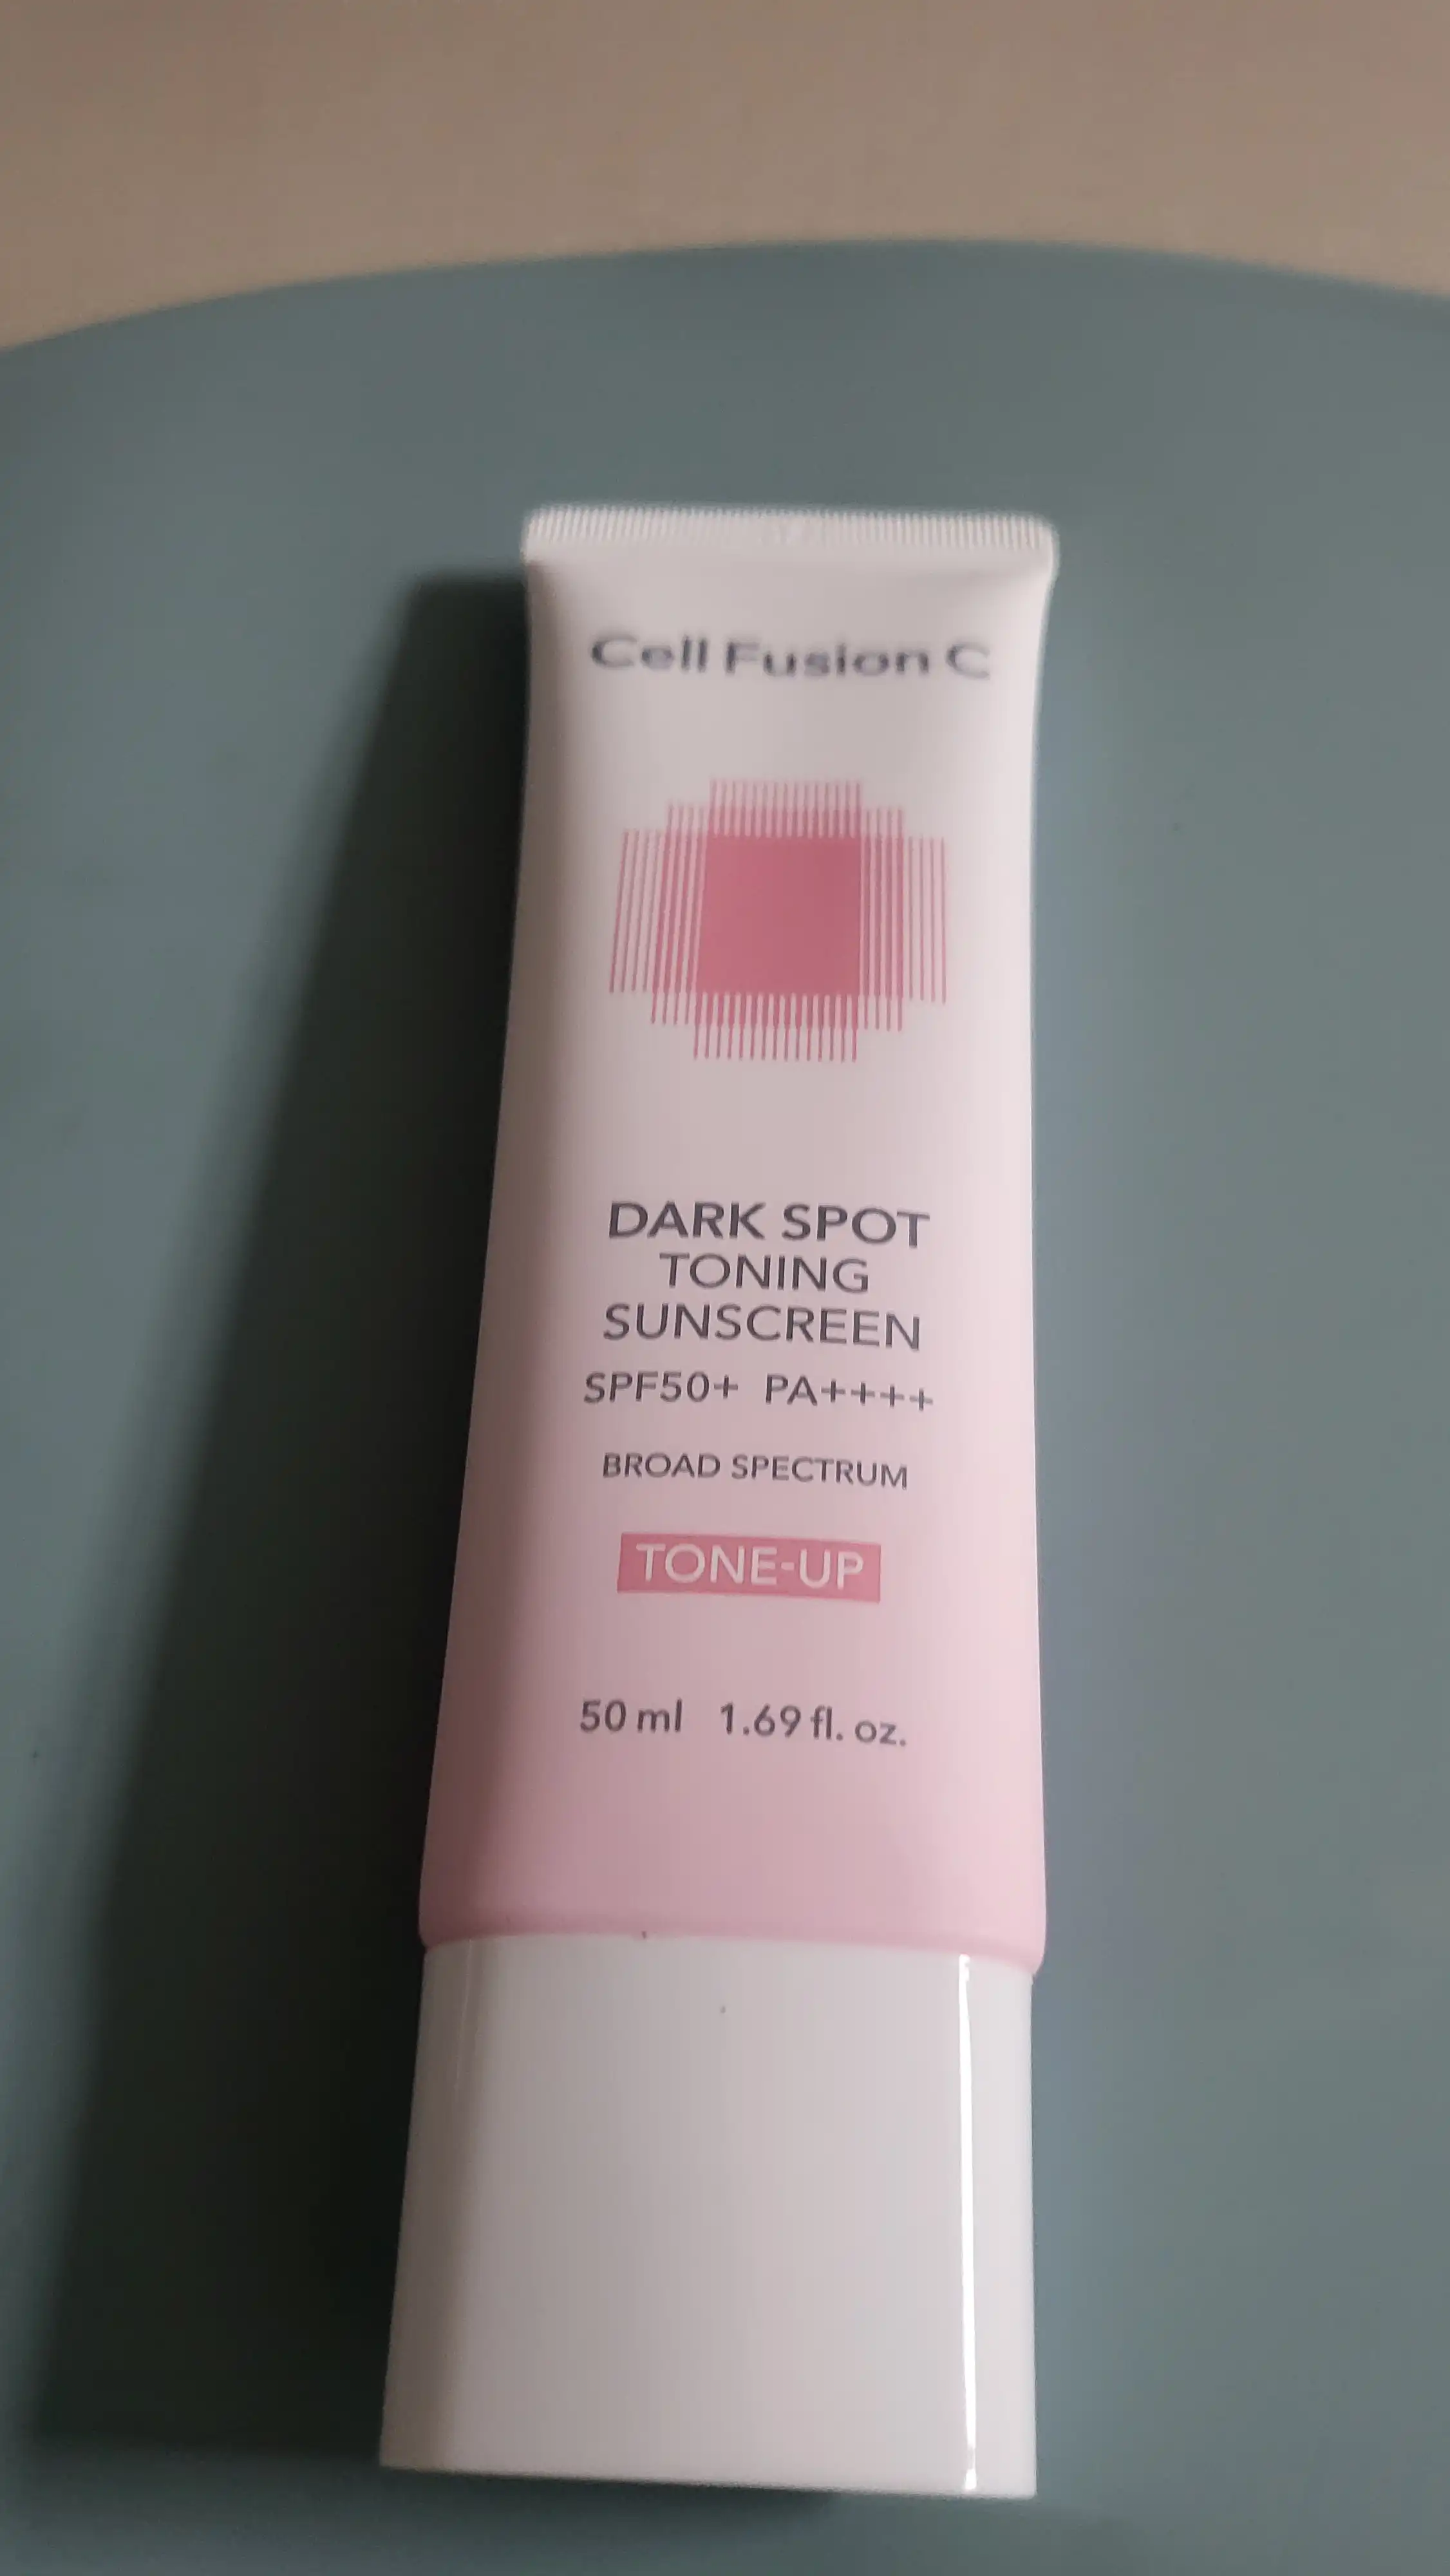 Cell Fusion C
DARK SPOT
TONING
SUNSCREEN
SPF50+ PA++++
BROAD SPECTRUM
TONE-UP
50 ml 1.69 fl. oz.